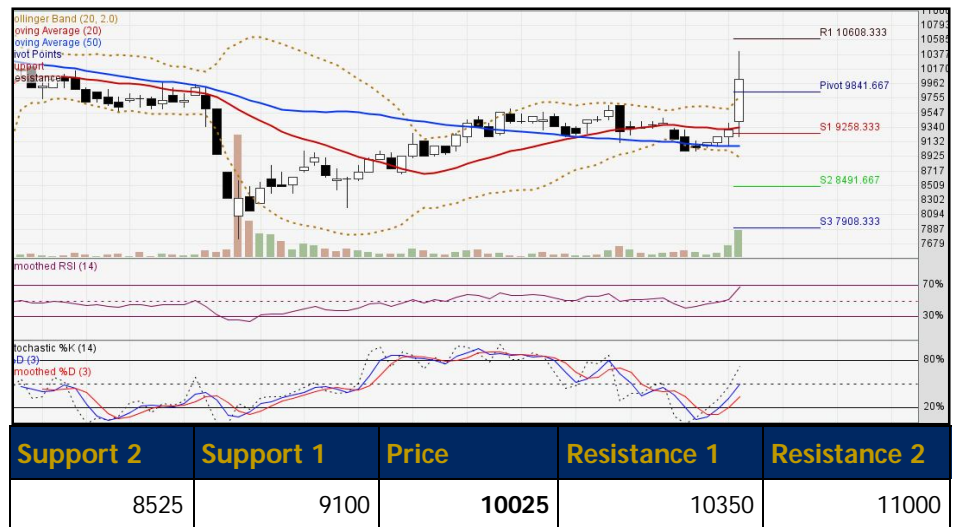 ollinger Band (20, 2.0)
oving Average (20)
oving Average (50)
ivot Points
upport
esistance
R1 10608.333
Pivot 9841.667
S1 9258.333
S2 8491.667
S3 7908.333
10793
10585
10377
10170
9962
9755
9547
9340
9132
8925
8717
8509
8302
8094
7887
7679
moothed RSI (14)
70%
30%
tochastic %K (14)
D (3)
moothed %D (3)
80%
20%
Support 2 Support 1 Price Resistance 1 Resistance 2
8525 9100 10025 10350 11000